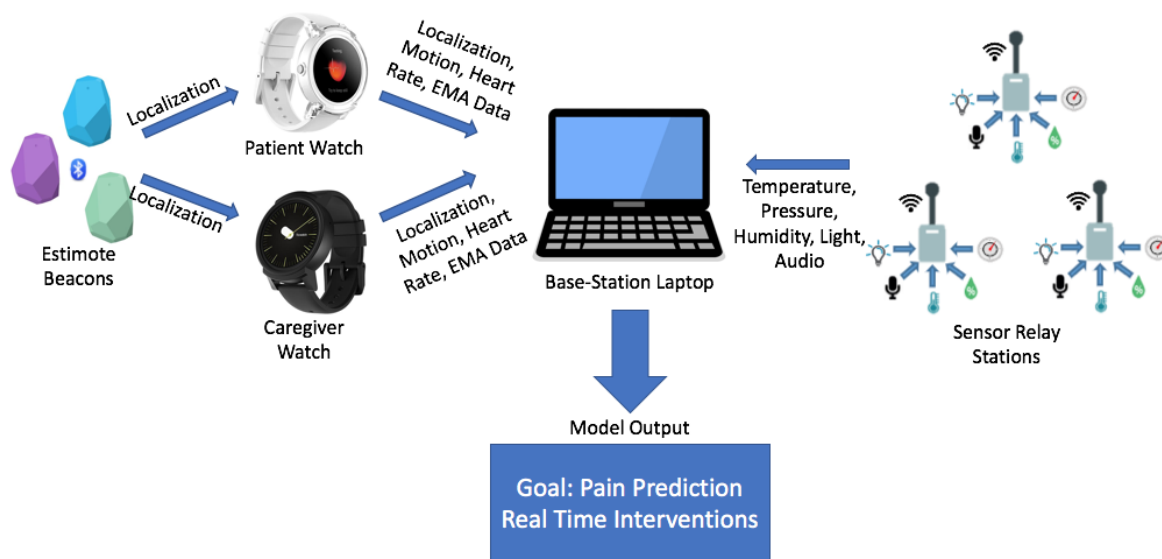 Localization
Localization
Estimote
Beacons
Patient Watch
Caregiver
Watch
Localization,
Motion, Heart
Rate, EMA Data
Localization,
Motion, Heart
Rate, EMA Data
Base-Station Laptop
Temperature,
Pressure,
Humidity, Light,
Audio
%
%
%
Sensor Relay
Stations
Model Output
Goal: Pain Prediction
Real Time Interventions